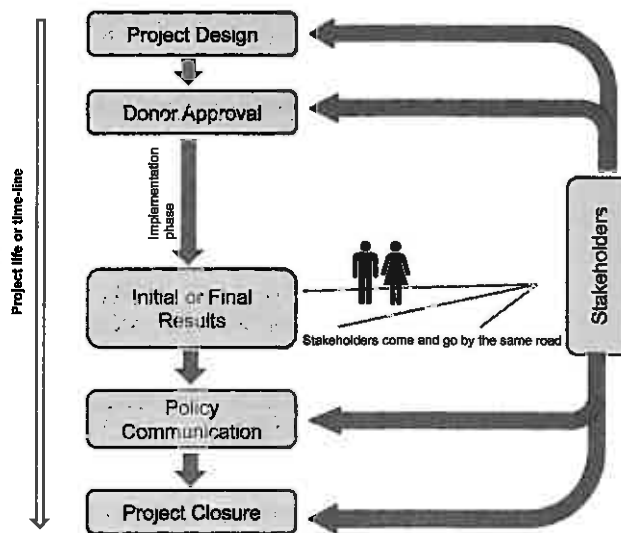 Project Design
Donor Approval
Project life or time-line
Implementation
phase
Stakeholders
Initial or Final
Results
Stakeholders come and go by the same road
Policy
Communication
Project Closure